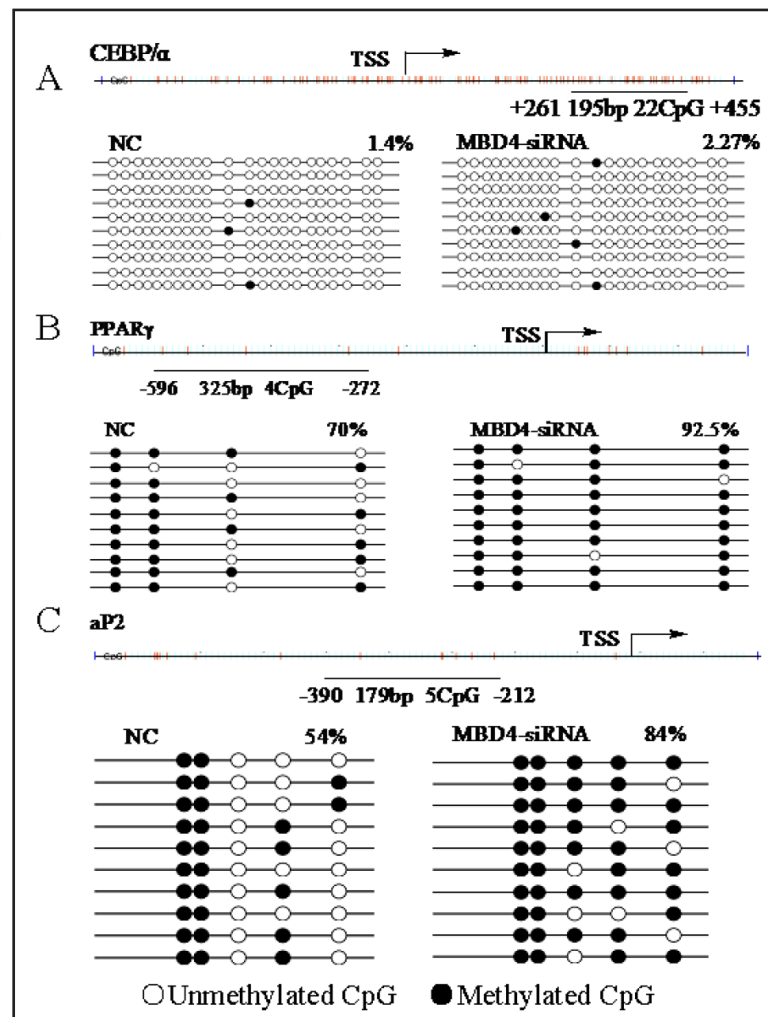 A
CEBP/α
TSS
CpG
+261 195bp 22CpG +455
NC 1.4%
MBD4-siRNA 2.27%
B
PPARγ
TSS
CpG
-596 325bp 4CpG -272
NC 70%
MBD4-siRNA 92.5%
C
aP2
TSS
CpG
-390 179bp 5CpG -212
NC 54%
MBD4-siRNA 84%
Unmethylated CpG Methylated CpG